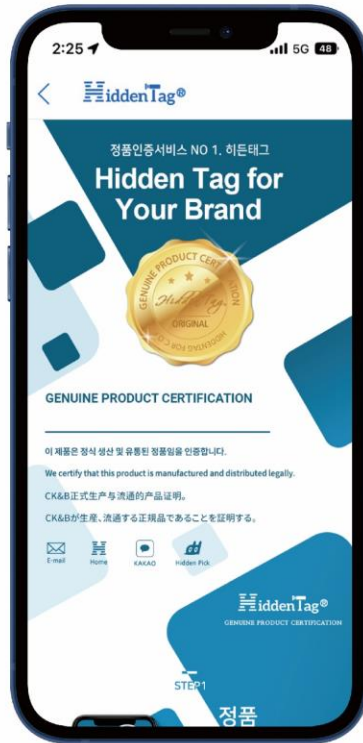 2:25
5G 48
HiddenTag®
정품인증서비스 NO 1. 히든태그
Hidden Tag for
Your Brand
GENUINE PRODUCT CERTIFICATION
Hidden Tag
ORIGINAL
HIDDENTAG FOR C.O.
GENUINE PRODUCT CERTIFICATION
이 제품은 정식 생산 및 유통된 정품임을 인증합니다.
We certify that this product is manufactured and distributed legally.
CK&B正式生产与流通的产品证明。
CK&Bが生産、流通する正規品であることを証明する。
E-mail Home KAKAO Hidden Pick
HiddenTag®
GENUINE PRODUCT CERTIFICATION
STEP1
정품